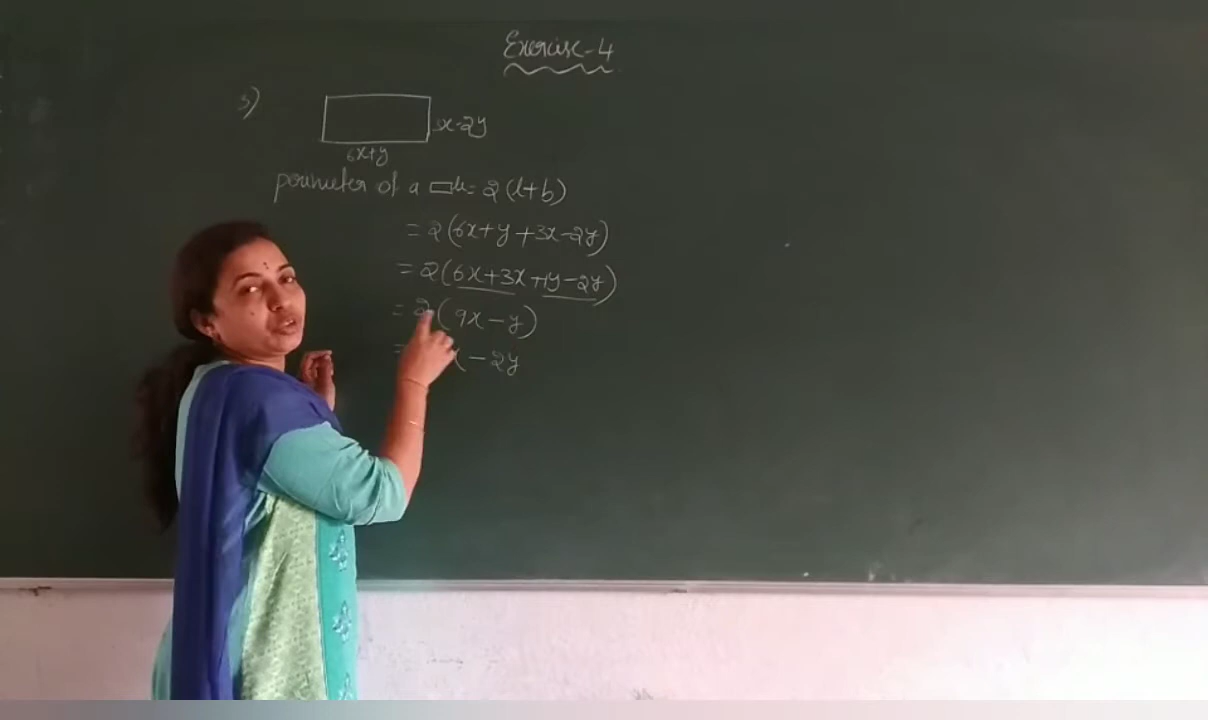 Exercise-4
3)
x-2y
6x+y
perimeter of a ▭le = 2(l+b)
= 2(6x+y+3x-2y)
= 2(6x+3x+1y-2y)
= 2(9x-y)
= x-2y